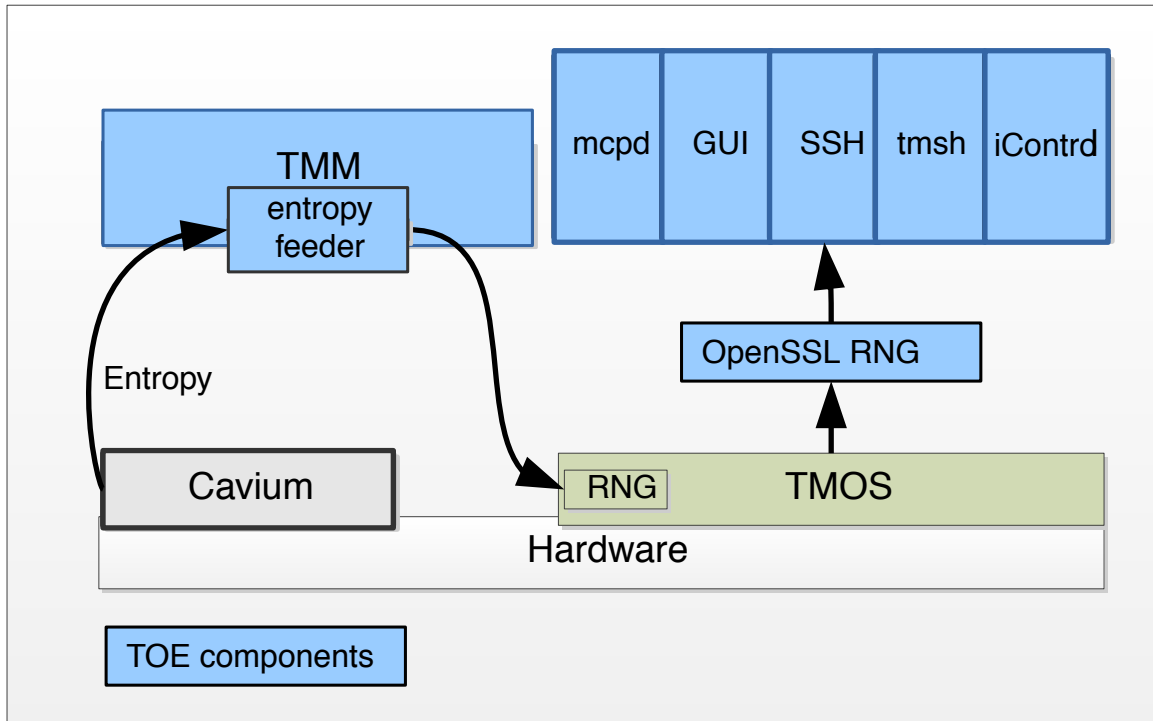 mcpd GUI SSH tmsh iContrd
TMM
entropy
feeder
OpenSSL RNG
Entropy
Cavium
RNG
TMOS
Hardware
TOE components